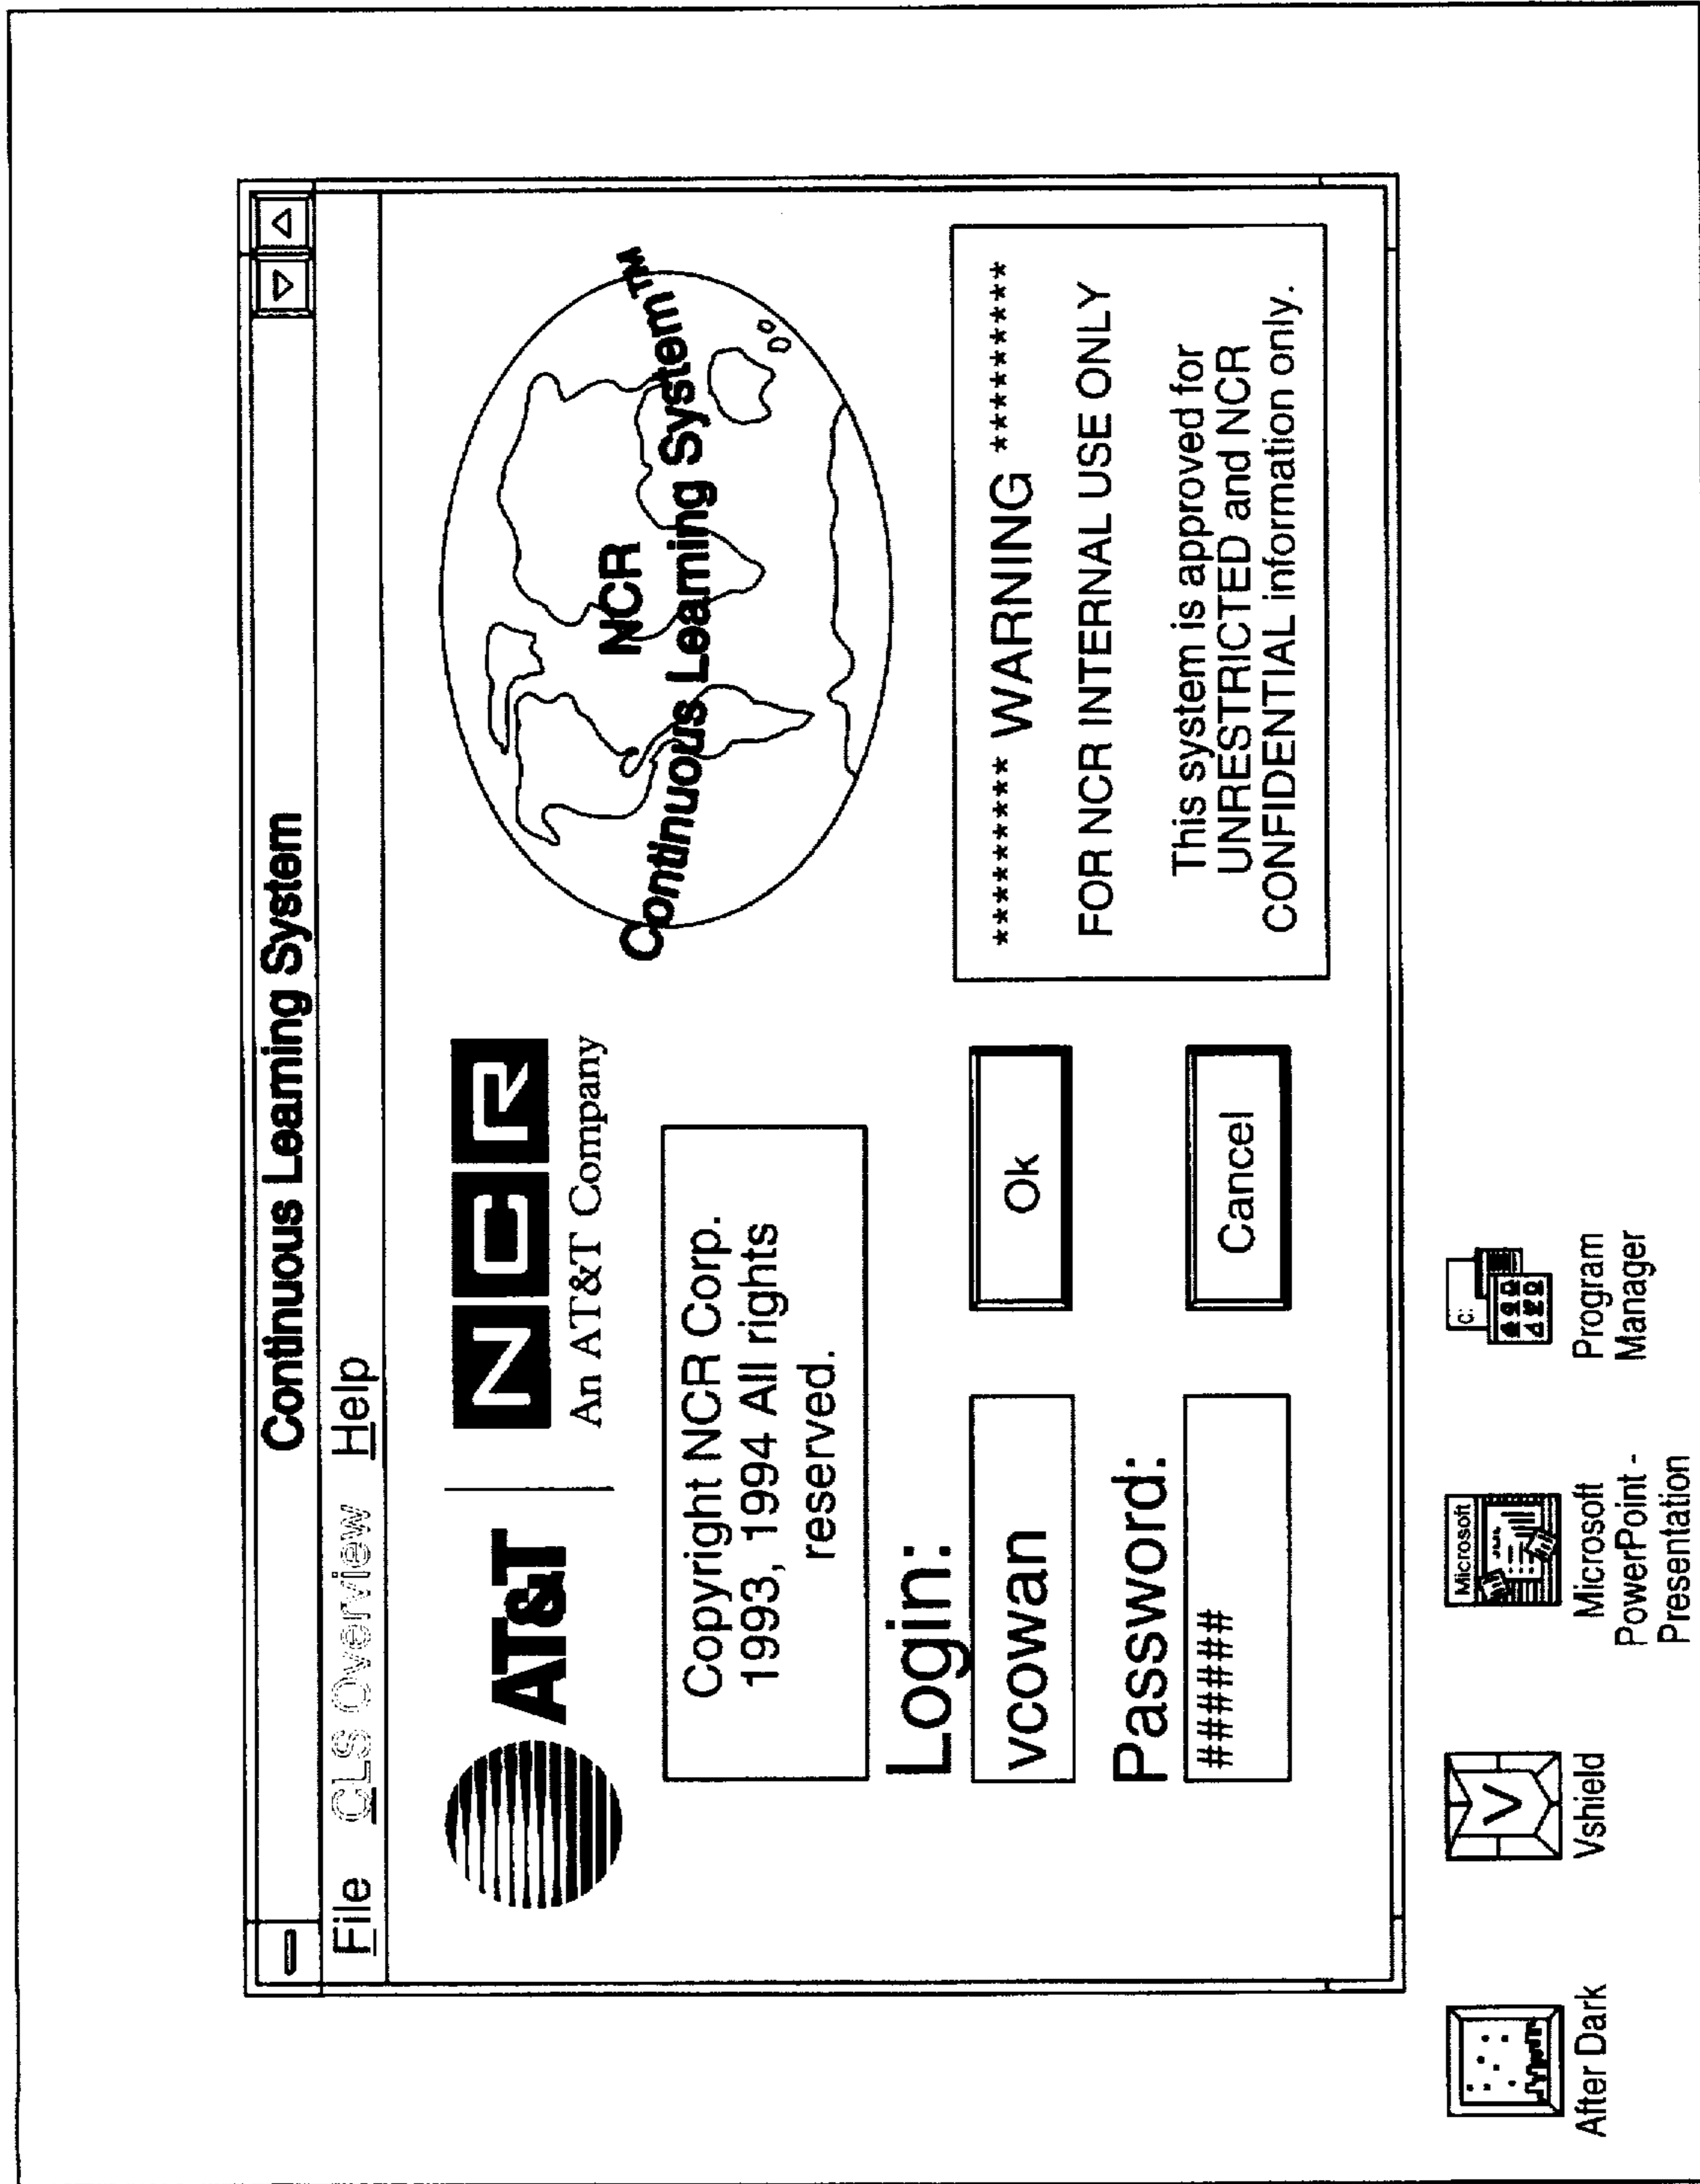 Continuous Learning System
File CLS Overview Help
AT&T
NCR
An AT&T Company
NCR
Continuous Learning System™
Copyright NCR Corp.
1993, 1994 All rights
reserved.
Login:
vcowan
Password:
######
Ok
Cancel
********* WARNING *********
FOR NCR INTERNAL USE ONLY
This system is approved for
UNRESTRICTED and NCR
CONFIDENTIAL information only.
After Dark
V
Vshield
Microsoft
Microsoft
PowerPoint -
Presentation
C:
Program
Manager